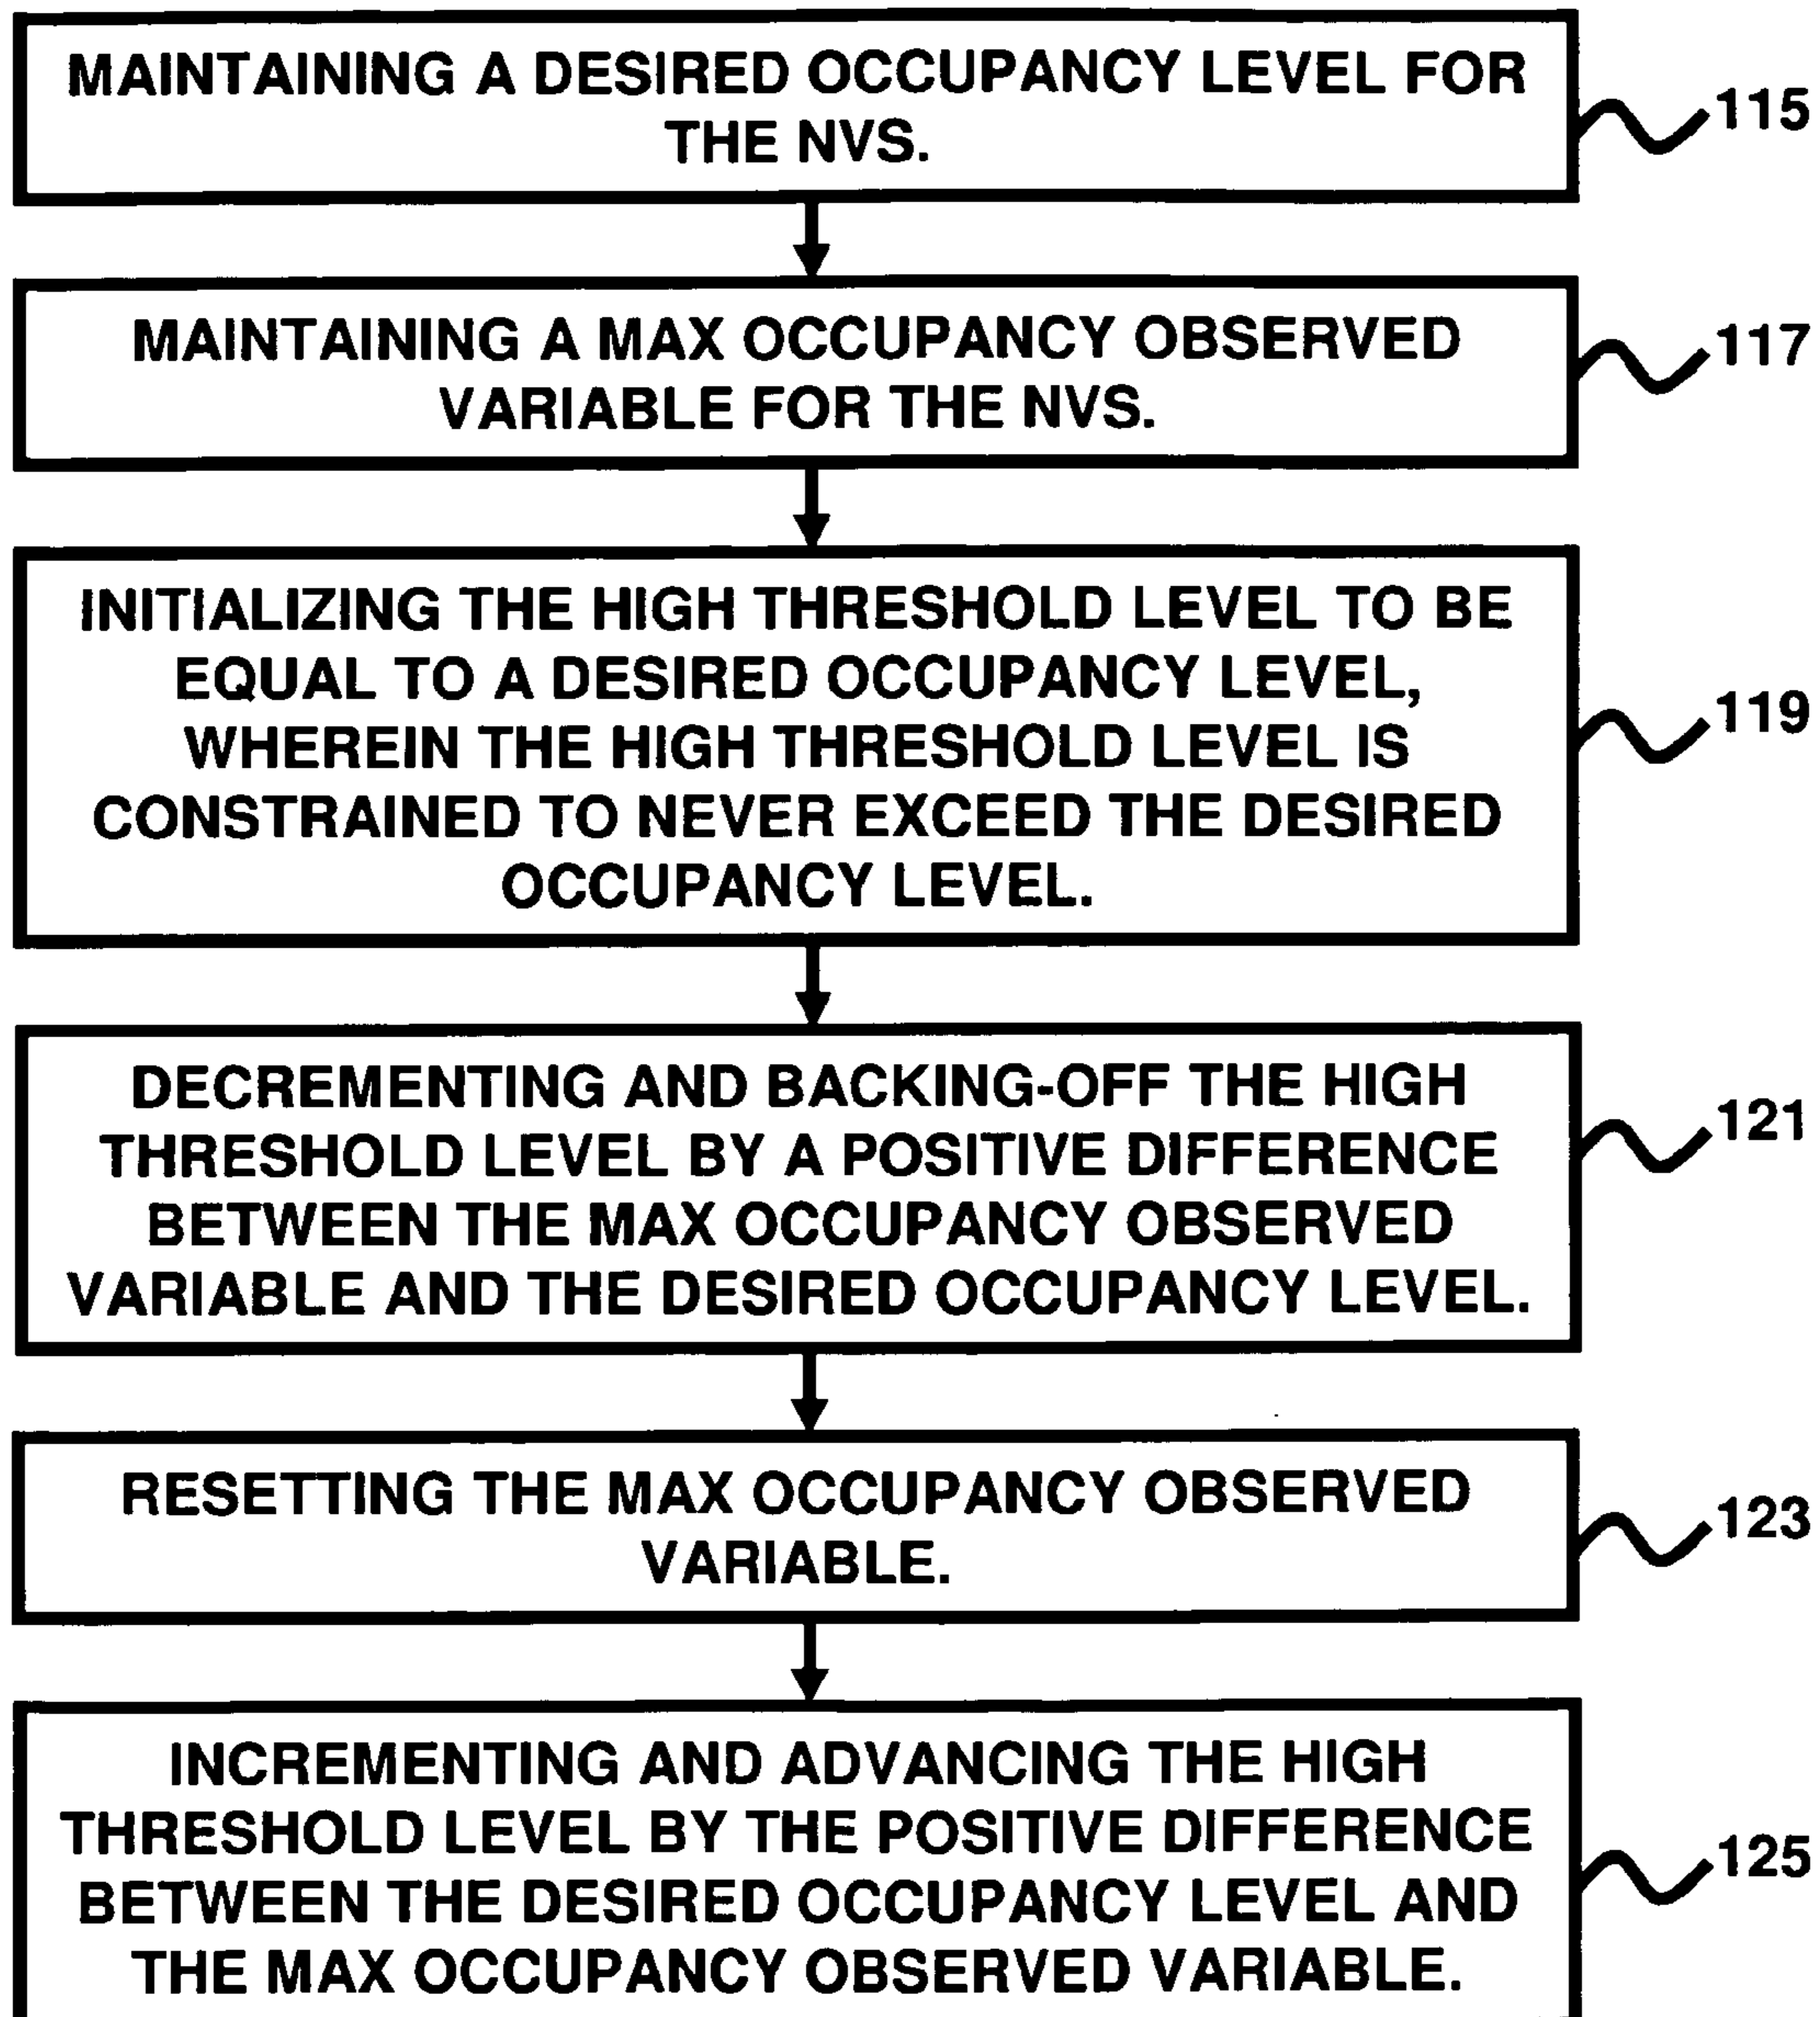 MAINTAINING A DESIRED OCCUPANCY LEVEL FOR
THE NVS.
115
MAINTAINING A MAX OCCUPANCY OBSERVED
VARIABLE FOR THE NVS.
117
INITIALIZING THE HIGH THRESHOLD LEVEL TO BE
EQUAL TO A DESIRED OCCUPANCY LEVEL,
WHEREIN THE HIGH THRESHOLD LEVEL IS
CONSTRAINED TO NEVER EXCEED THE DESIRED
OCCUPANCY LEVEL.
119
DECREMENTING AND BACKING-OFF THE HIGH
THRESHOLD LEVEL BY A POSITIVE DIFFERENCE
BETWEEN THE MAX OCCUPANCY OBSERVED
VARIABLE AND THE DESIRED OCCUPANCY LEVEL.
121
RESETTING THE MAX OCCUPANCY OBSERVED
VARIABLE.
123
INCREMENTING AND ADVANCING THE HIGH
THRESHOLD LEVEL BY THE POSITIVE DIFFERENCE
BETWEEN THE DESIRED OCCUPANCY LEVEL AND
THE MAX OCCUPANCY OBSERVED VARIABLE.
125